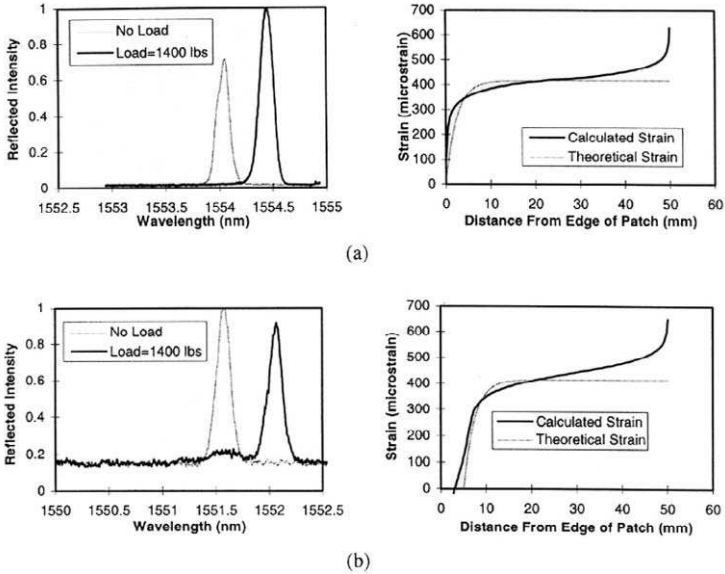 Reflected Intensity
1
0.8
0.6
0.4
0.2
0
No Load
Load=1400 lbs
1552.5 1553 1553.5 1554 1554.5 1555
Wavelength (nm)
Strain (microstrain)
700
600
500
400
300
200
100
0
Calculated Strain
Theoretical Strain
0 10 20 30 40 50 60
Distance From Edge of Patch (mm)
(a)
Reflected Intensity
1
0.8
0.6
0.4
0.2
0
No Load
Load=1400 lbs
1550 1550.5 1551 1551.5 1552 1552.5
Wavelength (nm)
Strain (microstrain)
700
600
500
400
300
200
100
0
Calculated Strain
Theoretical Strain
0 10 20 30 40 50 60
Distance From Edge of Patch (mm)
(b)